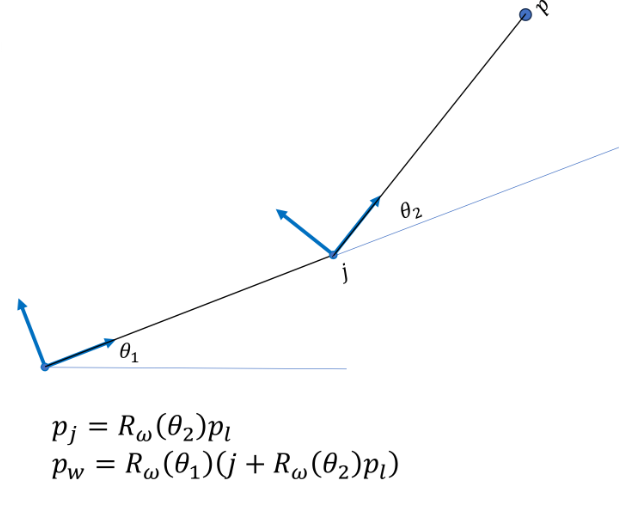 p
θ₂
j
θ₁
p_j = R_ω(θ₂)p_l
p_w = R_ω(θ₁)(j + R_ω(θ₂)p_l)